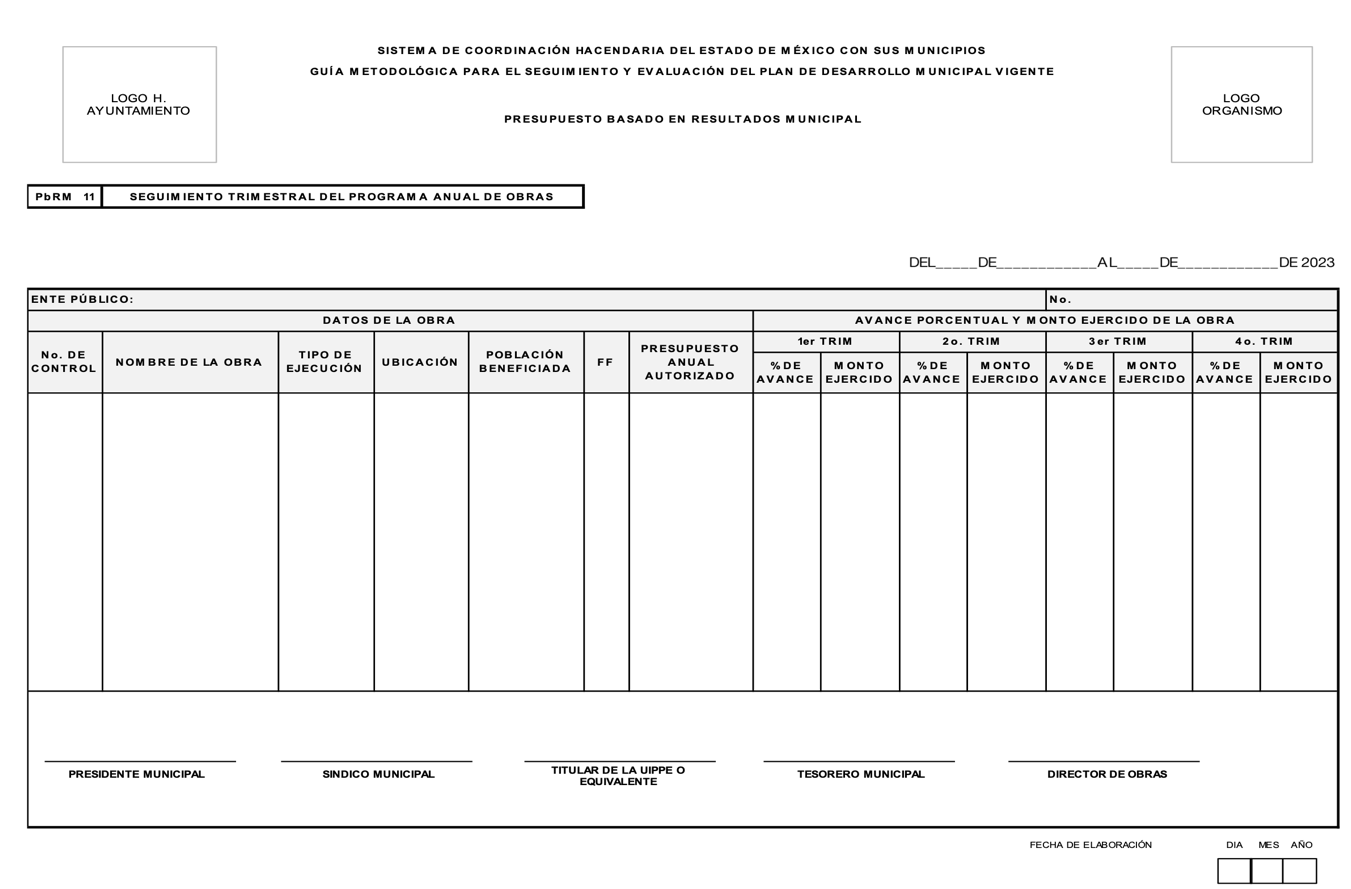 SISTEMA DE COORDINACIÓN HACENDARIA DEL ESTADO DE MÉXICO CON SUS MUNICIPIOS
GUÍA METODOLÓGICA PARA EL SEGUIMIENTO Y EVALUACIÓN DEL PLAN DE DESARROLLO MUNICIPAL VIGENTE
LOGO H.
AYUNTAMIENTO
LOGO
ORGANISMO
PRESUPUESTO BASADO EN RESULTADOS MUNICIPAL
PbRM 11 SEGUIMIENTO TRIMESTRAL DEL PROGRAMA ANUAL DE OBRAS
DEL_____DE____________AL_____DE____________DE 2023
ENTE PÚBLICO: No.
DATOS DE LA OBRA AVANCE PORCENTUAL Y MONTO EJERCIDO DE LA OBRA
No. DE
CONTROL
NOMBRE DE LA OBRA
TIPO DE
EJECUCIÓN
UBICACIÓN
POBLACIÓN
BENEFICIADA
FF
PRESUPUESTO
ANUAL
AUTORIZADO
1er TRIM 2o. TRIM 3er TRIM 4o. TRIM
% DE
AVANCE
MONTO
EJERCIDO
% DE
AVANCE
MONTO
EJERCIDO
% DE
AVANCE
MONTO
EJERCIDO
% DE
AVANCE
MONTO
EJERCIDO
PRESIDENTE MUNICIPAL
SINDICO MUNICIPAL
TITULAR DE LA UIPPE O
EQUIVALENTE
TESORERO MUNICIPAL
DIRECTOR DE OBRAS
FECHA DE ELABORACIÓN DIA MES AÑO